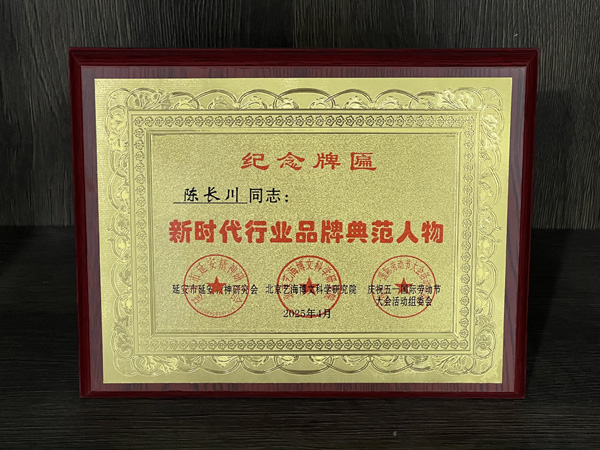 纪念牌匾
陈长川同志：
新时代行业品牌典范人物
延安市延安精神研究会 北京艺海博文科学研究院 庆祝五一国际劳动节
大会活动组委会
2025年4月